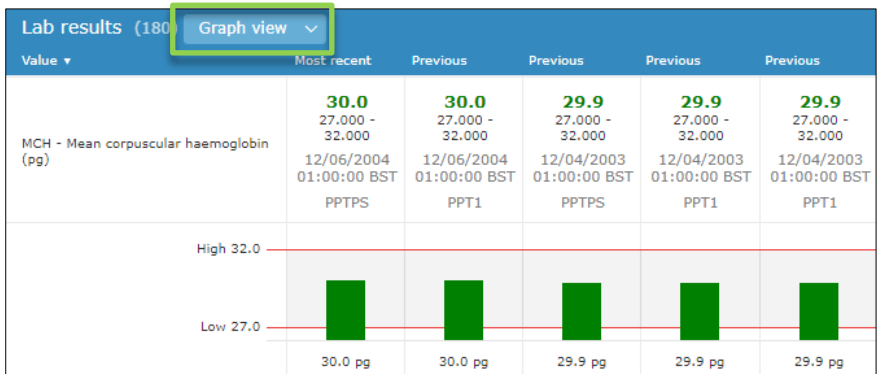 Lab results (180) Graph view
Value ▼ Most recent Previous Previous Previous Previous
30.0 30.0 29.9 29.9 29.9
27.000 - 27.000 - 27.000 - 27.000 - 27.000 -
32.000 32.000 32.000 32.000 32.000
MCH - Mean corpuscular haemoglobin
(pg)
12/06/2004 12/06/2004 12/04/2003 12/04/2003 12/04/2003
01:00:00 BST 01:00:00 BST 01:00:00 BST 01:00:00 BST 01:00:00 BST
PPTPS PPT1 PPTPS PPT1 PPT1
High 32.0
Low 27.0
30.0 pg 30.0 pg 29.9 pg 29.9 pg 29.9 pg